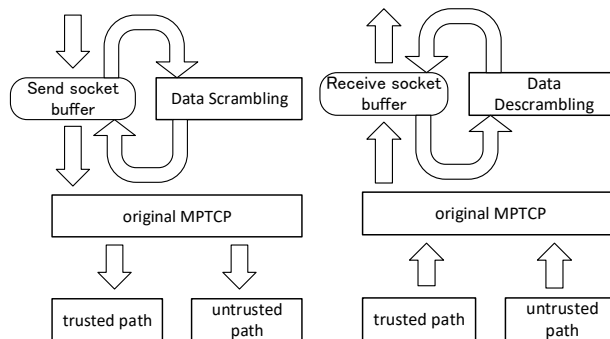 Send socket
buffer
Data Scrambling
original MPTCP
trusted path
untrusted
path
Receive socket
buffer
Data
Descrambling
original MPTCP
trusted path
untrusted
path